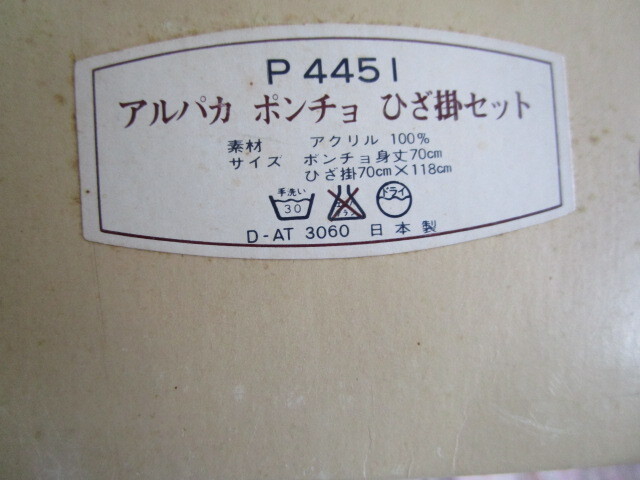 P 4451
アルパカ ポンチョ ひざ掛セット
素材 アクリル 100%
サイズ ポンチョ身丈70cm
ひざ掛70cm×118cm
手洗い 30 ドライ
D-AT 3060 日本製